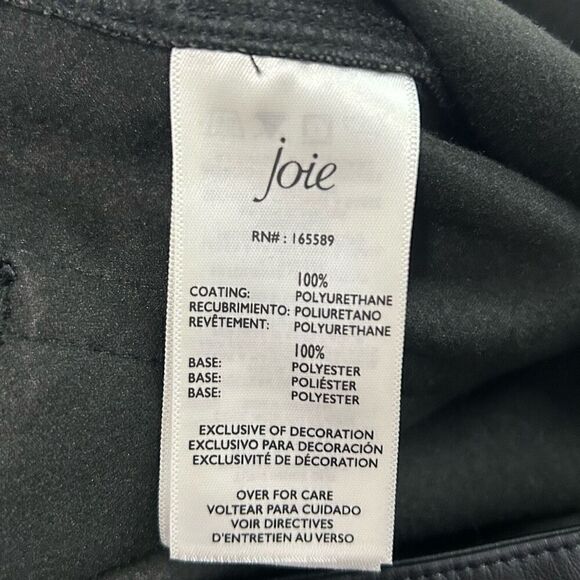 joie
RN# : 165589
100%
COATING: POLYURETHANE
RECUBRIMIENTO: POLIURETANO
REVÊTEMENT: POLYURETHANE
100%
BASE: POLYESTER
BASE: POLIÉSTER
BASE: POLYESTER
EXCLUSIVE OF DECORATION
EXCLUSIVO PARA DECORACIÓN
EXCLUSIVITÉ DE DÉCORATION
OVER FOR CARE
VOLTEAR PARA CUIDADO
VOIR DIRECTIVES
D'ENTRETIEN AU VERSO